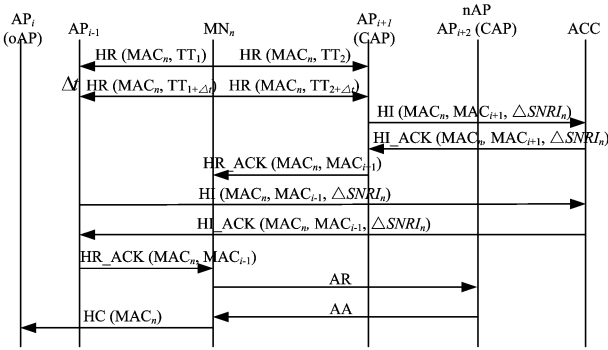 nAP
APi APi-1 MNn APi+1 APi+2 (CAP) ACC
(oAP) (CAP)
HR (MACn, TT1) HR (MACn, TT2)
Δt HR (MACn, TT1+Δt) HR (MACn, TT2+Δt)
HI (MACn, MACi+1, △SNRIn)
HI_ACK (MACn, MACi+1, △SNRIn)
HR_ACK (MACn, MACi+1)
HI (MACn, MACi-1, △SNRIn)
HI_ACK (MACn, MACi-1, △SNRIn)
HR_ACK (MACn, MACi-1)
AR
AA
HC (MACn)